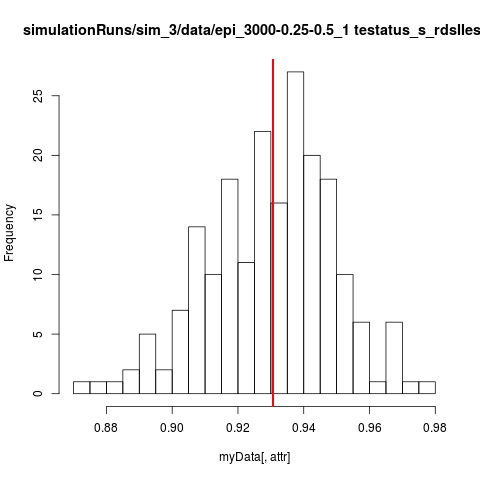 simulationRuns/sim_3/data/epi_3000-0.25-0.5_1 testatus_s_rdslles
Frequency
25
20
15
10
5
0
0.88 0.90 0.92 0.94 0.96 0.98
myData[, attr]